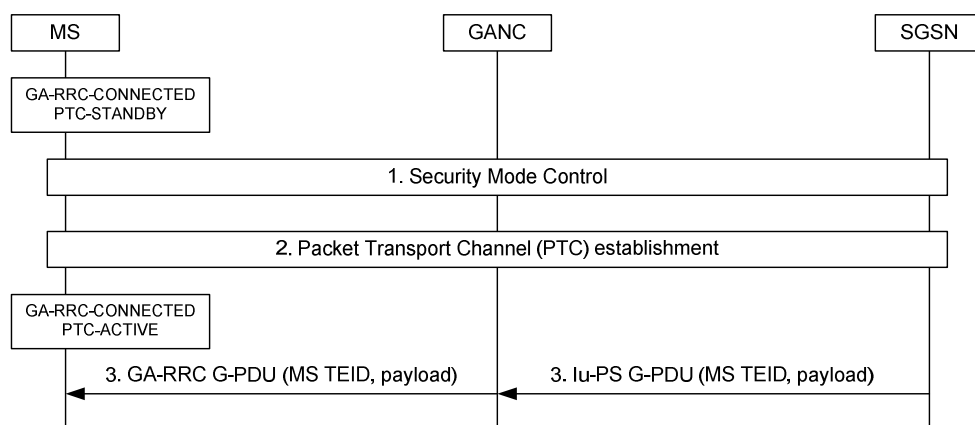 MS
GANC
SGSN
GA-RRC-CONNECTED
PTC-STANDBY
1. Security Mode Control
2. Packet Transport Channel (PTC) establishment
GA-RRC-CONNECTED
PTC-ACTIVE
3. GA-RRC G-PDU (MS TEID, payload)
3. Iu-PS G-PDU (MS TEID, payload)